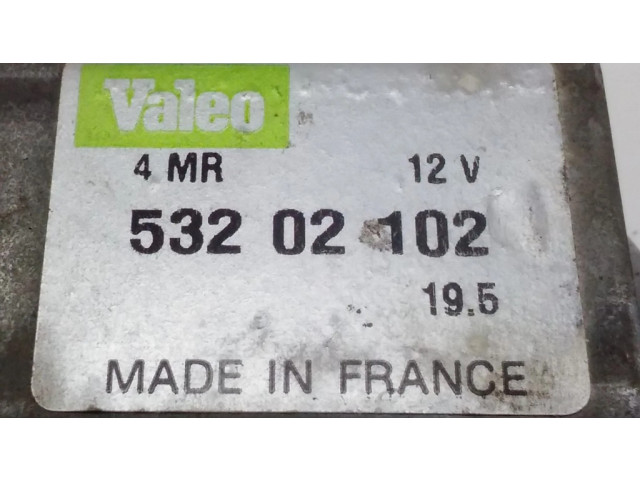 Valeo
4 MR 12 V
532 02 102
19.5
MADE IN FRANCE